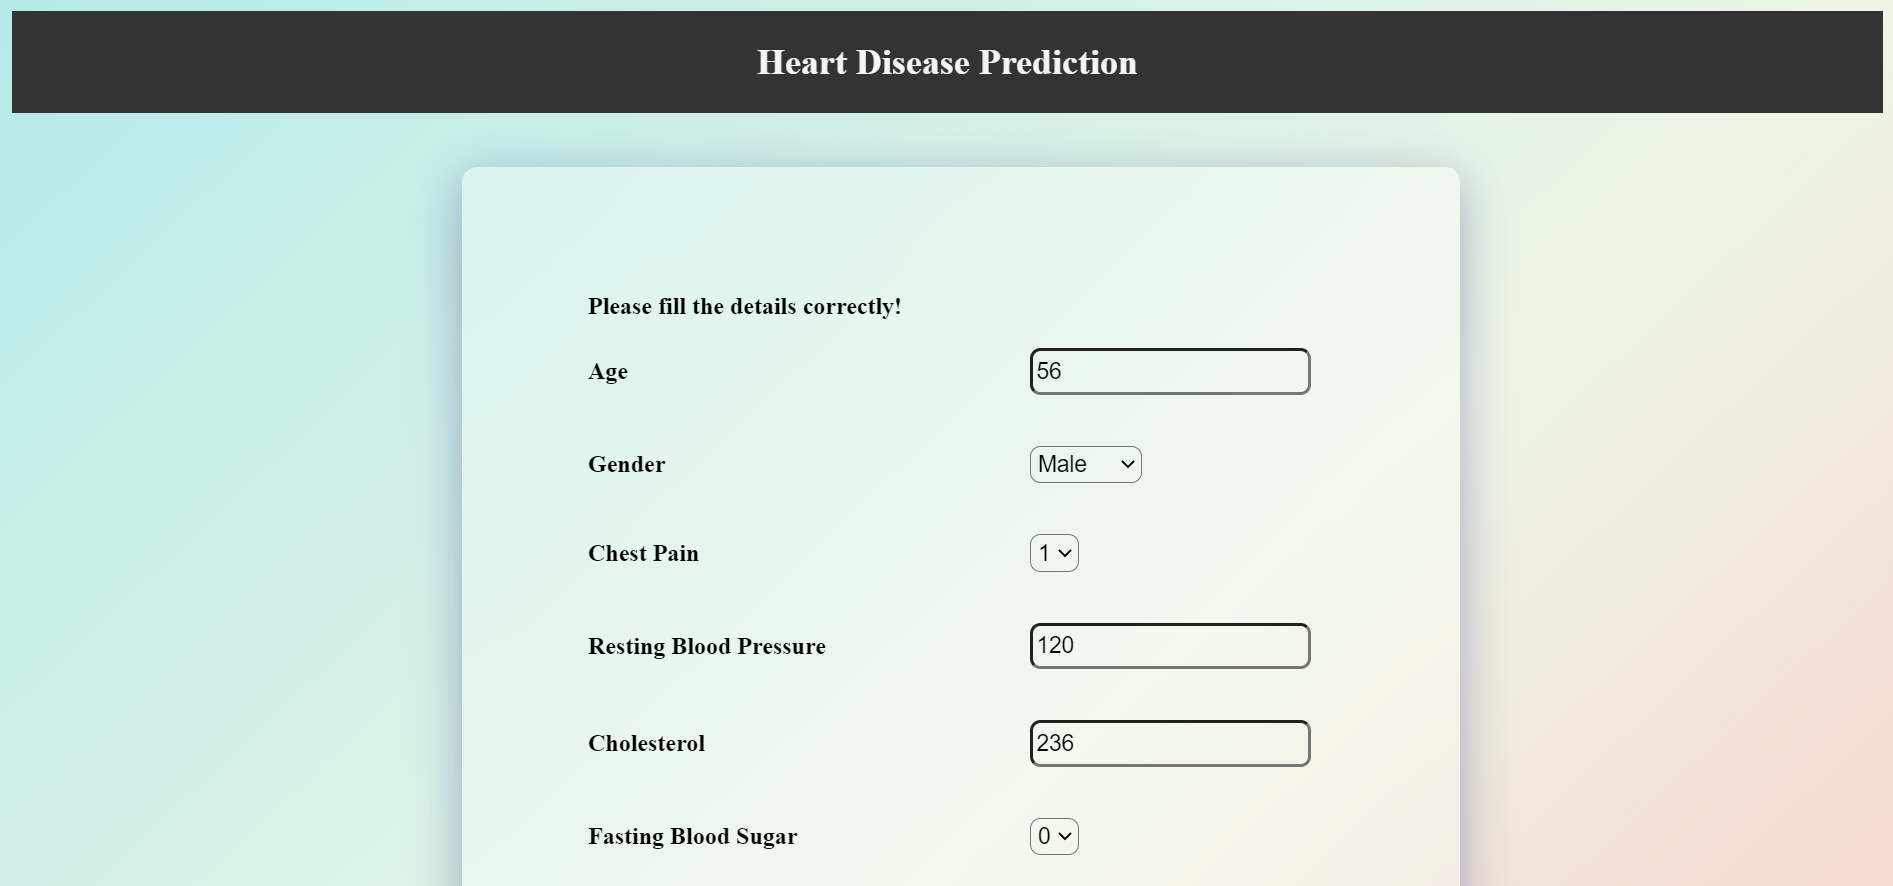 Heart Disease Prediction
Please fill the details correctly!
Age 56
Gender Male
Chest Pain 1
Resting Blood Pressure 120
Cholesterol 236
Fasting Blood Sugar 0